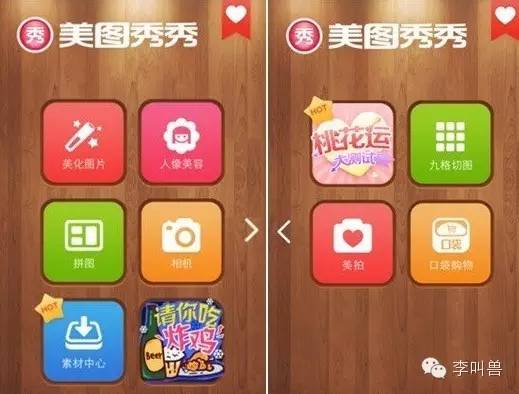 秀 美图秀秀
美化图片
人像美容
拼图
相机
HOT
素材中心
请你吃
炸鸡
Beer
秀 美图秀秀
HOT
桃花运
大测试
九格切图
美拍
口袋
口袋购物
李叫兽